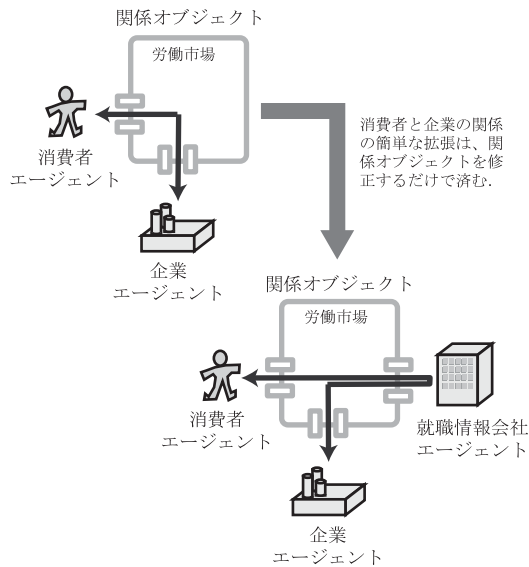 関係オブジェクト
労働市場
消費者
エージェント
企業
エージェント
消費者と企業の関係
の簡単な拡張は、関
係オブジェクトを修
正するだけで済む.
関係オブジェクト
労働市場
消費者
エージェント
就職情報会社
エージェント
企業
エージェント